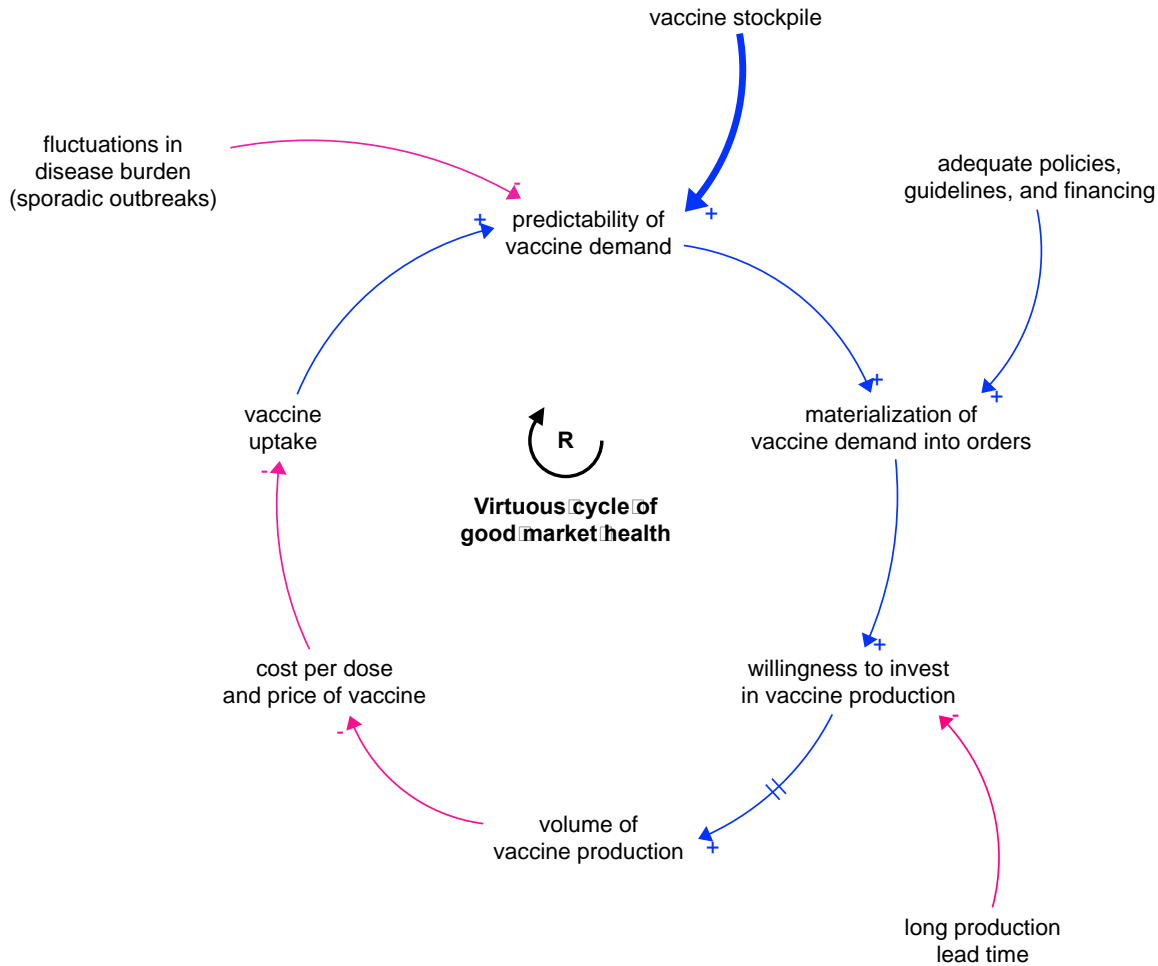 vaccine stockpile
fluctuations in
disease burden
(sporadic outbreaks)
adequate policies,
guidelines, and financing
-
+
+
predictability of
vaccine demand
+
+
vaccine
uptake
materialization of
vaccine demand into orders
-
R
Virtuous cycle of
good market health
+
cost per dose
and price of vaccine
willingness to invest
in vaccine production
-
-
volume of
vaccine production
+
long production
lead time